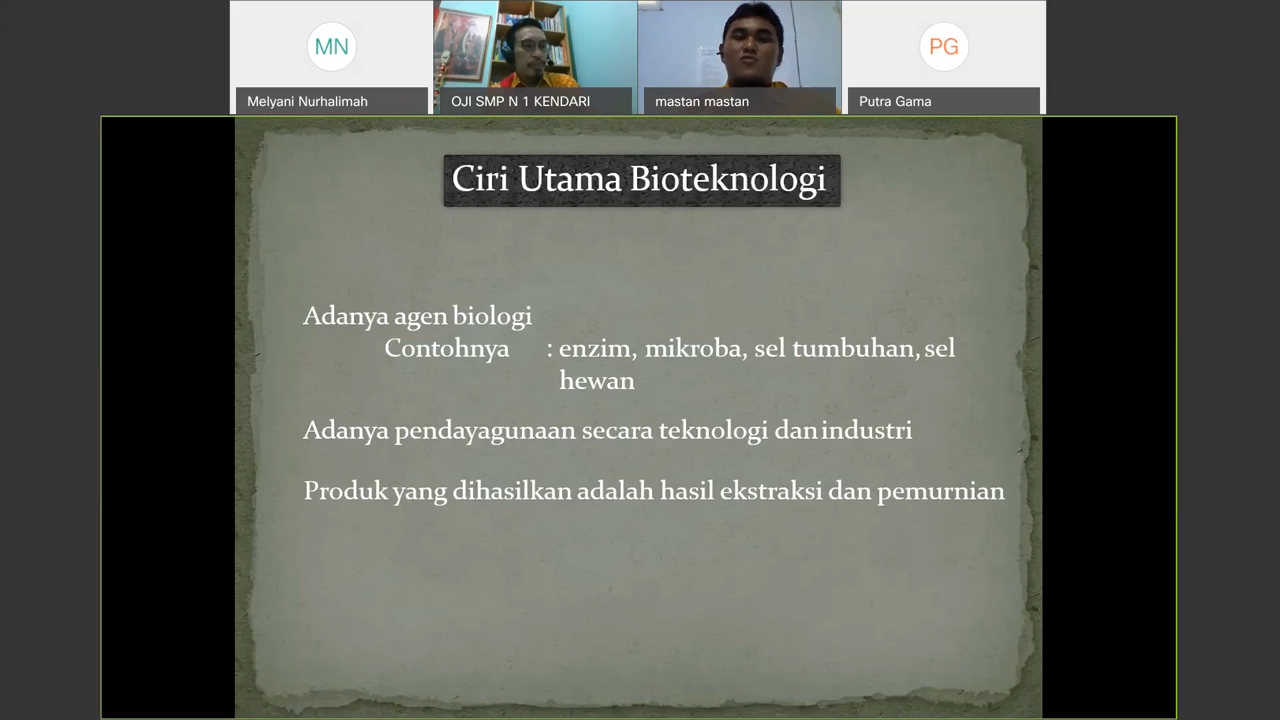 MN
PG
Melyani Nurhalimah
OJI SMP N 1 KENDARI
mastan mastan
Putra Gama
Ciri Utama Bioteknologi
Adanya agen biologi
Contohnya : enzim, mikroba, sel tumbuhan, sel
hewan
Adanya pendayagunaan secara teknologi dan industri
Produk yang dihasilkan adalah hasil ekstraksi dan pemurnian